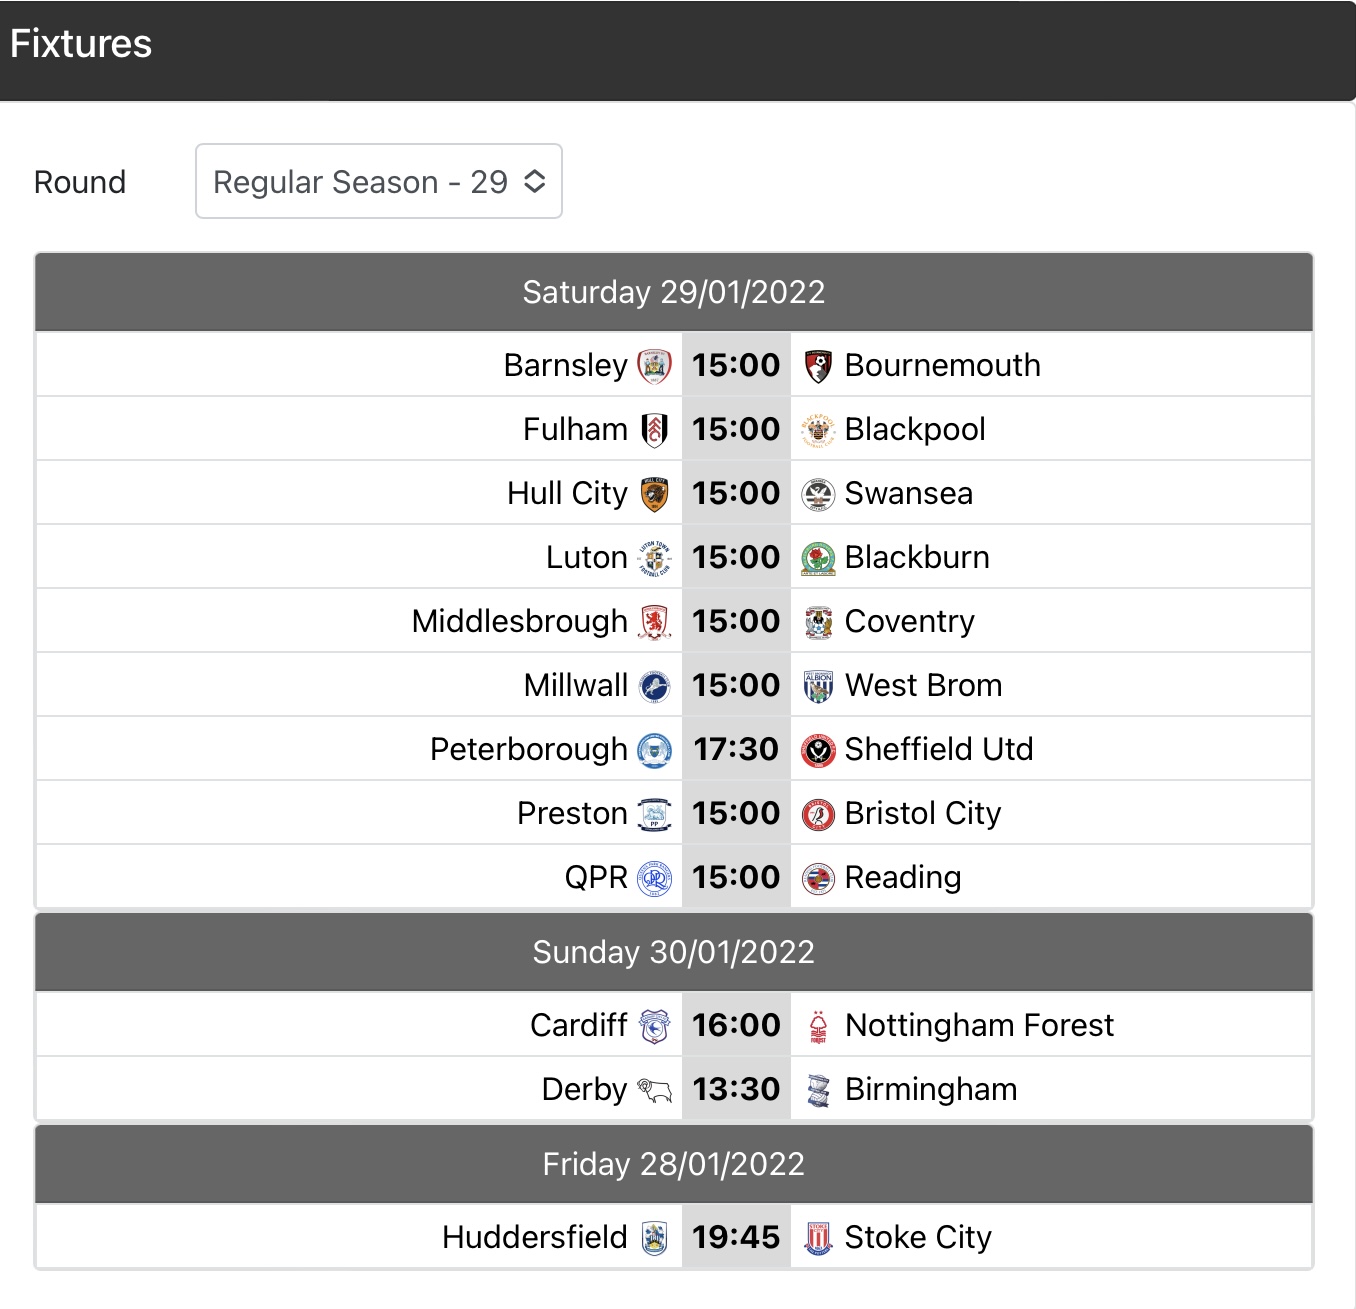 Fixtures
Round Regular Season - 29
Saturday 29/01/2022
Barnsley 15:00 Bournemouth
Fulham 15:00 Blackpool
Hull City 15:00 Swansea
Luton 15:00 Blackburn
Middlesbrough 15:00 Coventry
Millwall 15:00 West Brom
Peterborough 17:30 Sheffield Utd
Preston 15:00 Bristol City
QPR 15:00 Reading
Sunday 30/01/2022
Cardiff 16:00 Nottingham Forest
Derby 13:30 Birmingham
Friday 28/01/2022
Huddersfield 19:45 Stoke City